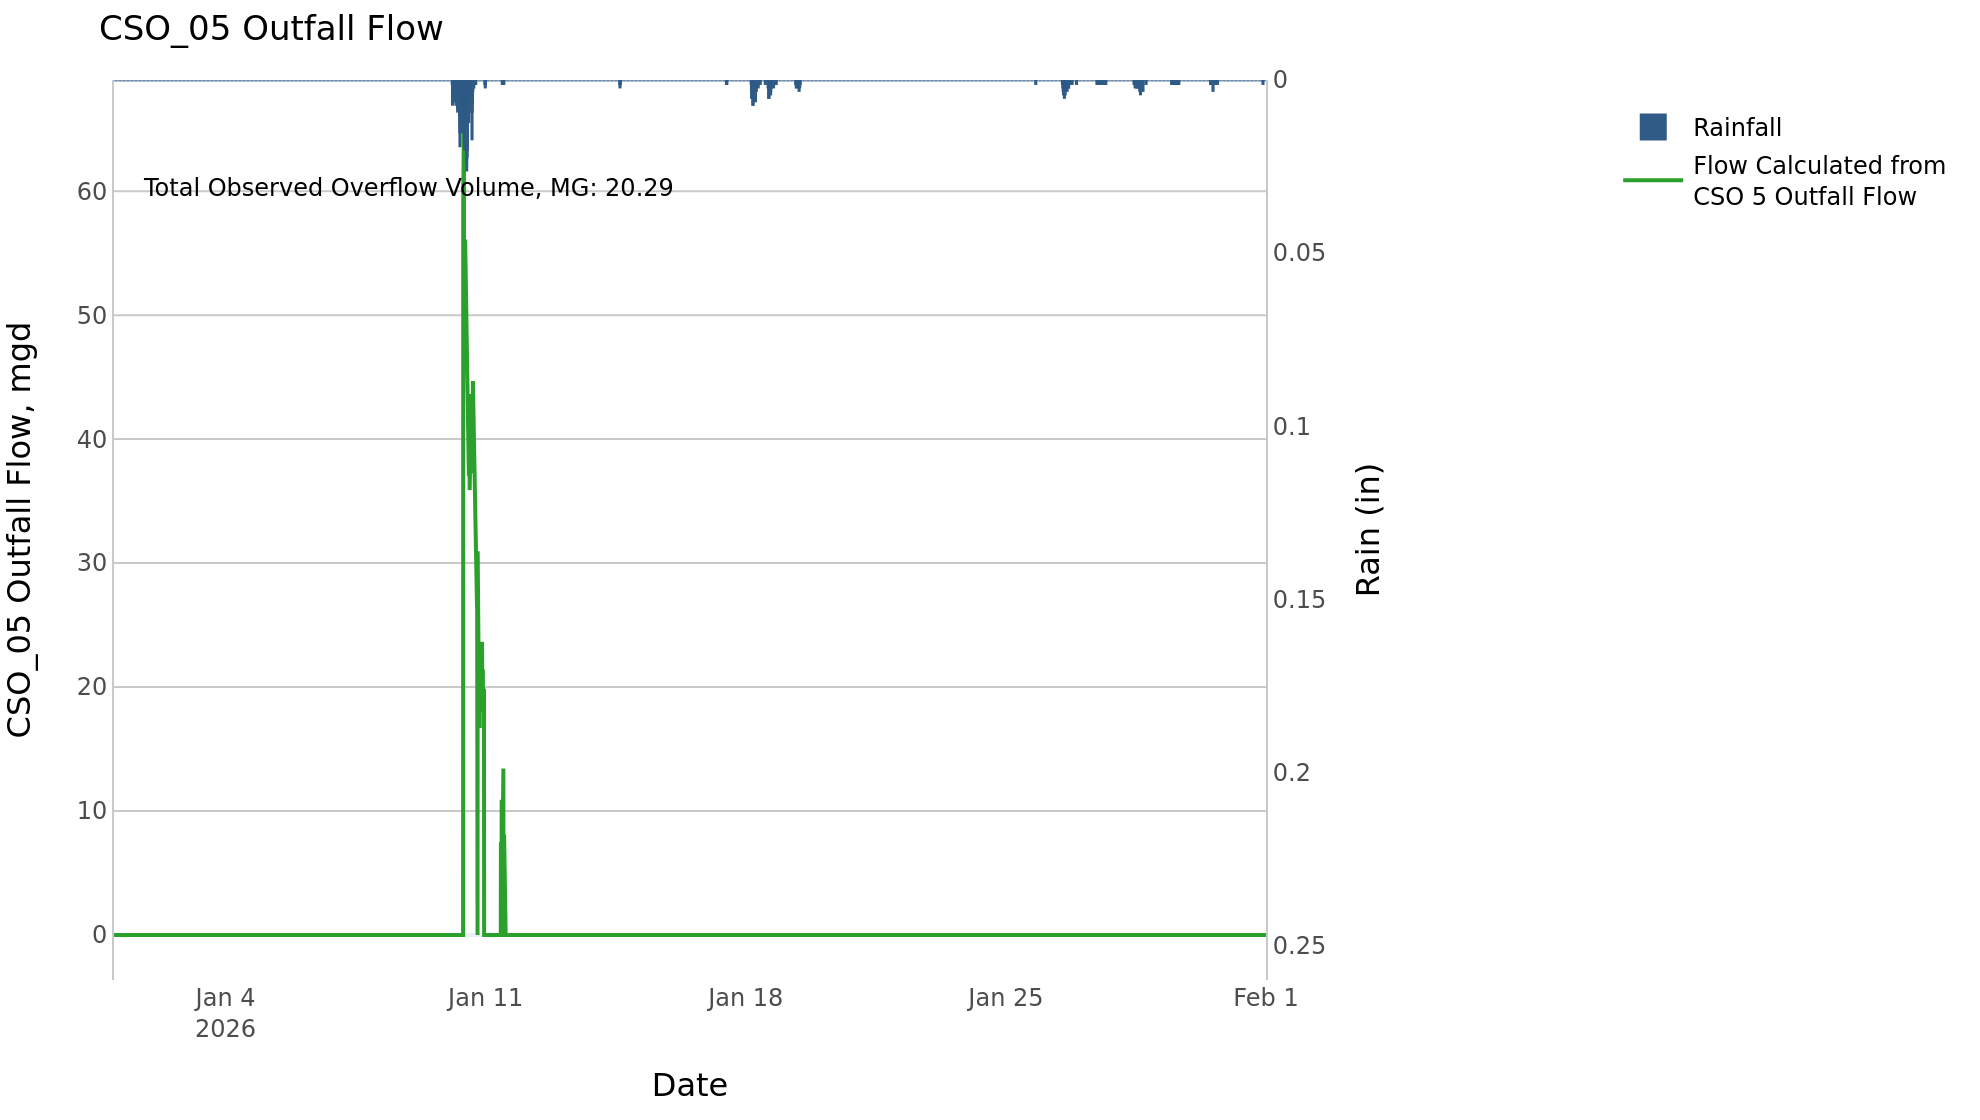 CSO_05 Outfall Flow
Total Observed Overflow Volume, MG: 20.29
60
50
40
30
20
10
0
CSO_05 Outfall Flow, mgd
0
0.05
0.1
0.15
0.2
0.25
Rain (in)
Jan 4
2026
Jan 11
Jan 18
Jan 25
Feb 1
Date
Rainfall
Flow Calculated from
CSO 5 Outfall Flow